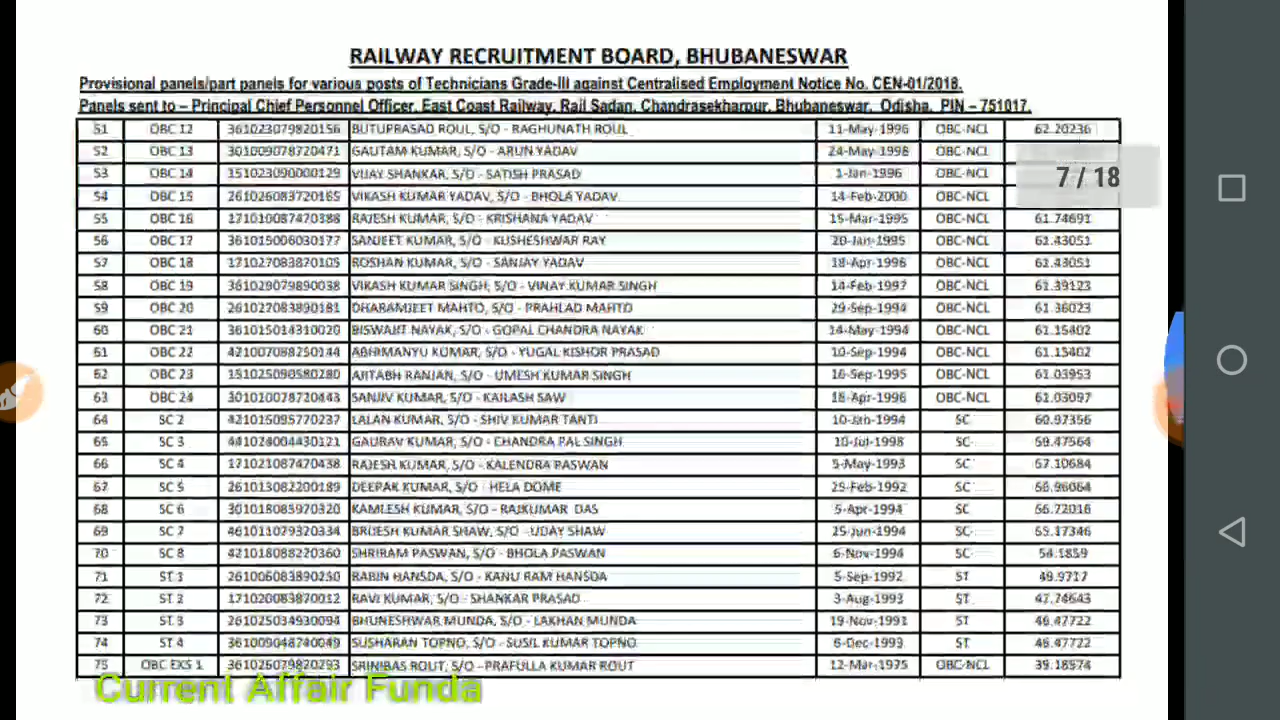 RAILWAY RECRUITMENT BOARD, BHUBANESWAR
Provisional panels/part panels for various posts of Technicians Grade-III against Centralised Employment Notice No. CEN-01/2018.
Panels sent to – Principal Chief Personnel Officer, East Coast Railway, Rail Sadan, Chandrasekharpur, Bhubaneswar, Odisha, PIN – 751017.
51 OBC 12 361023079820156 BUTUPRASAD ROUL, S/O - RAGHUNATH ROUL 11-May-1996 OBC-NCL 62.20236
52 OBC 13 301009078720471 GAUTAM KUMAR, S/O - ARUN YADAV 24-May-1998 OBC-NCL
7 / 18
53 OBC 14 151023090000129 VIJAY SHANKAR, S/O - SATISH PRASAD 1-Jan-1996 OBC-NCL
54 OBC 15 261026083720165 VIKASH KUMAR YADAV, S/O - BHOLA YADAV 14-Feb-2000 OBC-NCL
55 OBC 16 171010087470388 RAJESH KUMAR, S/O - KRISHANA YADAV 15-Mar-1995 OBC-NCL 61.74691
56 OBC 17 361015006030177 SANJEET KUMAR, S/O - KUSHESHWAR RAY 20-Jan-1995 OBC-NCL 61.43051
57 OBC 18 171027083870105 ROSHAN KUMAR, S/O - SANJAY YADAV 18-Apr-1996 OBC-NCL 61.43051
58 OBC 19 361029079890038 VIKASH KUMAR SINGH, S/O - VINAY KUMAR SINGH 14-Feb-1997 OBC-NCL 61.39123
59 OBC 20 261027083890181 DHARAMJEET MAHTO, S/O - PRAHLAD MAHTO 29-Sep-1994 OBC-NCL 61.36023
60 OBC 21 361015014310020 BISWAJIT NAYAK, S/O - GOPAL CHANDRA NAYAK 14-May-1994 OBC-NCL 61.15402
61 OBC 22 421007088250144 ABHIMANYU KUMAR, S/O - YUGAL KISHOR PRASAD 10-Sep-1994 OBC-NCL 61.15402
62 OBC 23 151025090580280 AJITABH RANJAN, S/O - UMESH KUMAR SINGH 16-Sep-1995 OBC-NCL 61.03953
63 OBC 24 301010078720443 SANJIV KUMAR, S/O - KAILASH SAW 18-Apr-1996 OBC-NCL 61.03097
64 SC 2 421015095770237 LALAN KUMAR, S/O - SHIV KUMAR TANTI 10-Jan-1994 SC 60.97356
65 SC 3 441024004430121 GAURAV KUMAR, S/O - CHANDRA PAL SINGH 10-Jul-1998 SC 58.47564
66 SC 4 171021087470438 RAJESH KUMAR, S/O - KALENDRA PASWAN 5-May-1993 SC 57.10684
67 SC 5 261013082200189 DEEPAK KUMAR, S/O - HELA DOME 25-Feb-1992 SC 56.96064
68 SC 6 301018085970320 KAMLESH KUMAR, S/O - RAJKUMAR DAS 5-Apr-1994 SC 56.72016
69 SC 7 461011079320334 BRIJESH KUMAR SHAW, S/O - UDAY SHAW 25-Jun-1994 SC 55.17346
70 SC 8 421018088220360 SHRIRAM PASWAN, S/O - BHOLA PASWAN 6-Nov-1994 SC 54.1859
71 ST 1 261006083890250 RABIN HANSDA, S/O - KANU RAM HANSDA 5-Sep-1992 ST 49.9717
72 ST 2 171020083870012 RAVI KUMAR, S/O - SHANKAR PRASAD 3-Aug-1993 ST 47.74643
73 ST 3 261025034930094 BHUNESHWAR MUNDA, S/O - LAKHAN MUNDA 19-Nov-1991 ST 46.47722
74 ST 4 361009048740049 SUSHARAN TOPNO, S/O - SUSIL KUMAR TOPNO 6-Dec-1993 ST 46.47722
75 OBC EXS 1 361025079820293 SRINIBAS ROUT, S/O - PRAFULLA KUMAR ROUT 12-Mar-1975 OBC-NCL 39.18574
Current Affair Funda